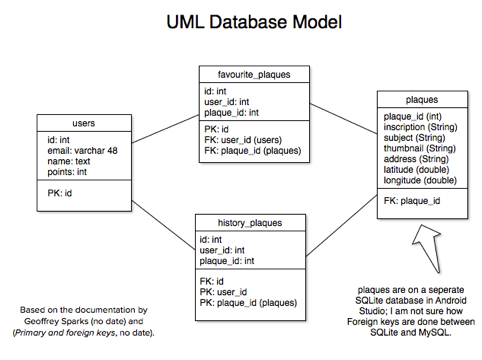 UML Database Model
favourite_plaques
id: int
user_id: int
plaque_id: int
PK: id
FK: user_id (users)
FK: plaque_id (plaques)
users
id: int
email: varchar 48
name: text
points: int
PK: id
plaques
plaque_id (int)
inscription (String)
subject (String)
thumbnail (String)
address (String)
latitude (double)
longitude (double)
FK: plaque_id
history_plaques
id: int
user_id: int
plaque_id: int
FK: id
PK: user_id
PK: plaque_id (plaques)
Based on the documentation by
Geoffrey Sparks (no date) and
(Primary and foreign keys, no date).
plaques are on a seperate
SQLite database in Android
Studio; I am not sure how
Foreign keys are done between
SQLite and MySQL.